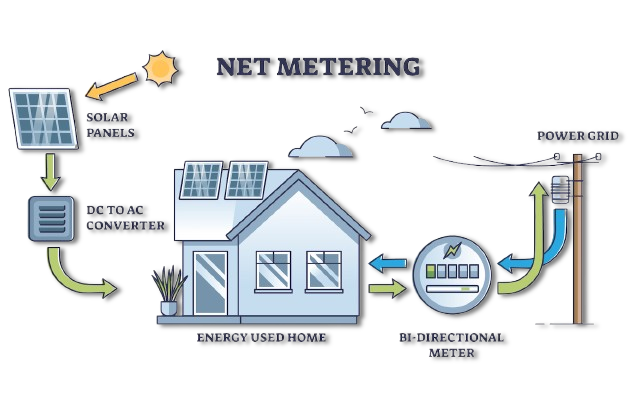 NET METERING
SOLAR
PANELS
POWER GRID
DC TO AC
CONVERTER
ENERGY USED HOME
BI-DIRECTIONAL
METER